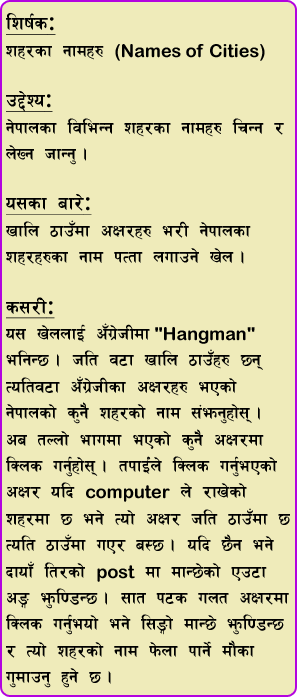 शिर्षक:
शहरका नामहरु (Names of Cities)
उद्देश्य:
नेपालका विभिन्न शहरका नामहरु चिन्न र
लेख्न जान्नु ।
यसका बारे:
खालि ठाउँमा अक्षरहरु भरी नेपालका
शहरहरुका नाम पत्ता लगाउने खेल ।
कसरी:
यस खेललाई अँग्रेजीमा "Hangman"
भनिन्छ । जति वटा खालि ठाउँहरु छन्
त्यतिवटा अँग्रेजीका अक्षरहरु भएको
नेपालको कुनै शहरको नाम संझनुहोस् ।
अब तल्लो भागमा भएको कुनै अक्षरमा
क्लिक गर्नुहोस् । तपाईंले क्लिक गर्नुभएको
अक्षर यदि computer ले राखेको
शहरमा छ भने त्यो अक्षर जति ठाउँमा छ
त्यति ठाउँमा गएर बस्छ । यदि छैन भने
दायाँ तिरको post मा मान्छेको एउटा
अङ्ग झुण्डिन्छ । सात पटक गलत अक्षरमा
क्लिक गर्नुभयो भने सिङ्गो मान्छे झुण्डिन्छ
र त्यो शहरको नाम फेला पार्ने मौका
गुमाउनु हुने छ ।